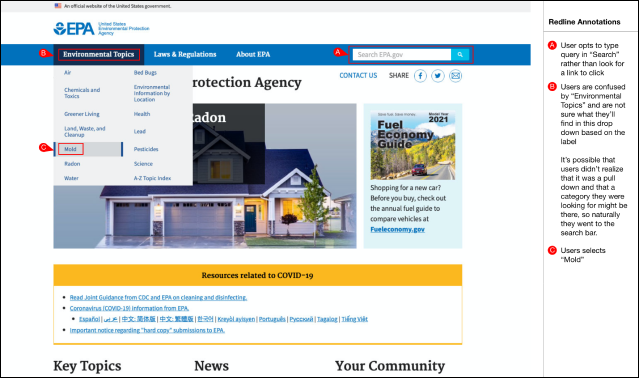 An official website of the United States government.
EPA United States Environmental Protection Agency
B Environmental Topics Laws & Regulations About EPA A Search EPA.gov
Air Bed Bugs
Chemicals and Toxics Environmental Information by Location
Greener Living Health
Land, Waste, and Cleanup Lead
C Mold Pesticides
Radon Science
Water A-Z Topic Index
CONTACT US SHARE
rotection Agency
adon
Model Year
2021
Fuel
Economy
Guide
Shopping for a new car?
Before you buy, check out
the annual fuel guide to
compare vehicles at
Fueleconomy.gov
Resources related to COVID-19
Read Joint Guidance from CDC and EPA on cleaning and disinfecting.
Coronavirus (COVID-19) information from EPA.
Español | عربى | 中文: 简体版 | 中文: 繁體版 | 한국어 | Kreyòl ayisyen | Português | Pусский | Tagalog | Tiếng Việt
Important notice regarding "hard copy" submissions to EPA.
Key Topics News Your Community
Redline Annotations
A User opts to type
query in "Search"
rather than look for
a link to click
B Users are confused
by "Environmental
Topics" and are not
sure what they'll
find in this drop
down based on the
label
It's possible that
users didn't realize
that it was a pull
down and that a
category they were
looking for might be
there, so naturally
they went to the
search bar.
C Users selects
"Mold"